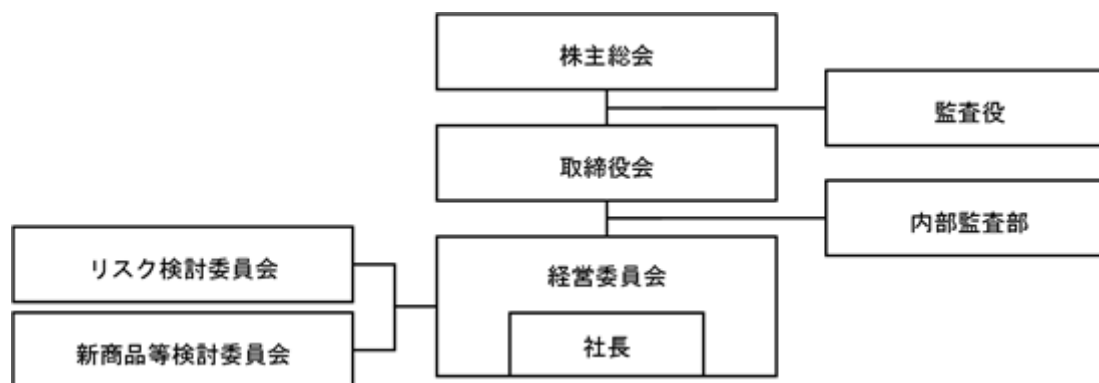 株主総会
監査役
取締役会
内部監査部
リスク検討委員会
経営委員会
新商品等検討委員会
社長